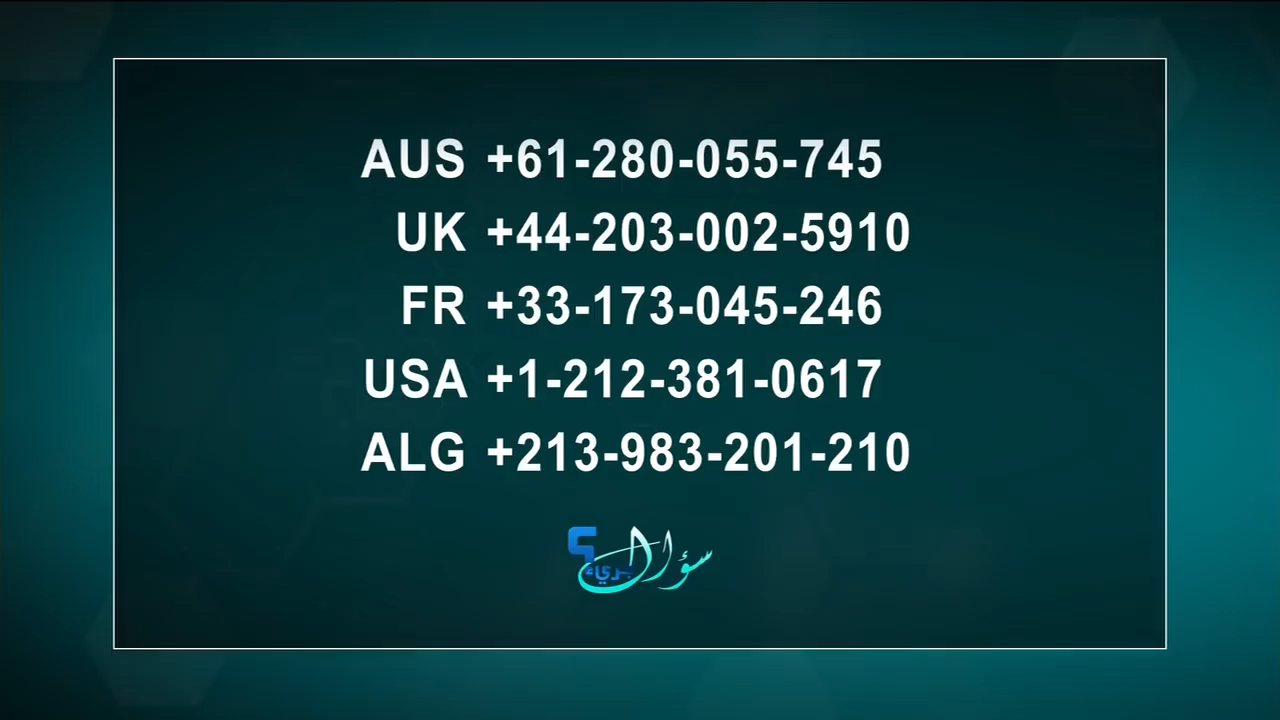 AUS +61-280-055-745
UK +44-203-002-5910
FR +33-173-045-246
USA +1-212-381-0617
ALG +213-983-201-210
سؤال جريء؟